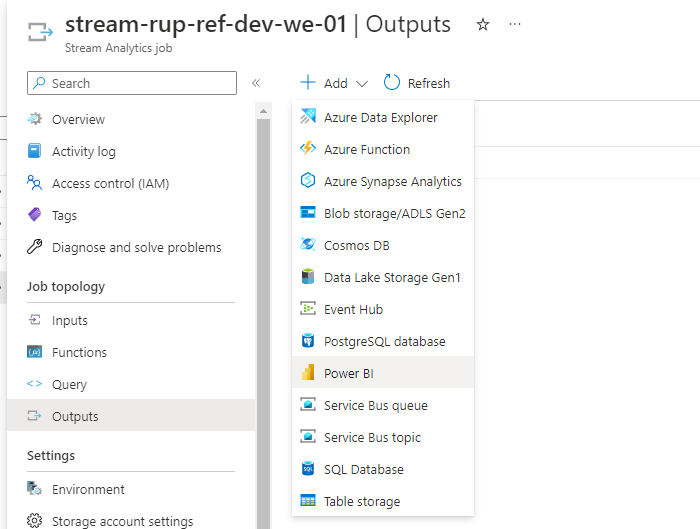 stream-rup-ref-dev-we-01 | Outputs
Stream Analytics job
Search
Overview
Activity log
Access control (IAM)
Tags
Diagnose and solve problems
Job topology
Inputs
Functions
Query
Outputs
Settings
Environment
Storage account settings
Add
Refresh
Azure Data Explorer
Azure Function
Azure Synapse Analytics
Blob storage/ADLS Gen2
Cosmos DB
Data Lake Storage Gen1
Event Hub
PostgreSQL database
Power BI
Service Bus queue
Service Bus topic
SQL Database
Table storage